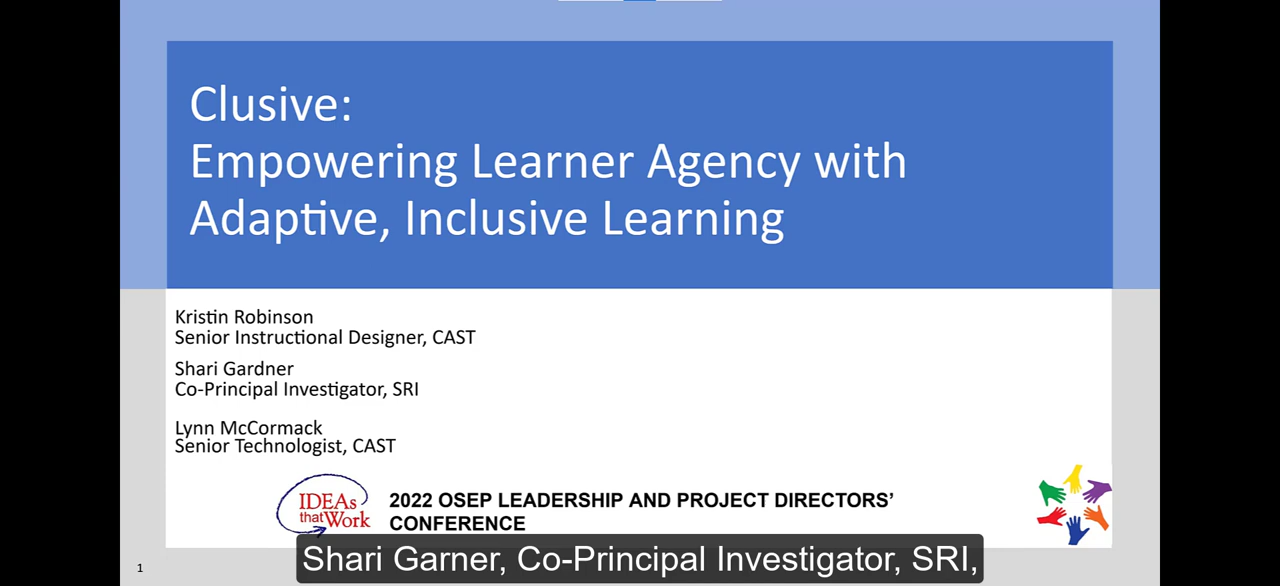 Clusive:
Empowering Learner Agency with
Adaptive, Inclusive Learning
Kristin Robinson
Senior Instructional Designer, CAST
Shari Gardner
Co-Principal Investigator, SRI
Lynn McCormack
Senior Technologist, CAST
IDEAs
that Work
2022 OSEP LEADERSHIP AND PROJECT DIRECTORS’
CONFERENCE
Shari Garner, Co-Principal Investigator, SRI,
1